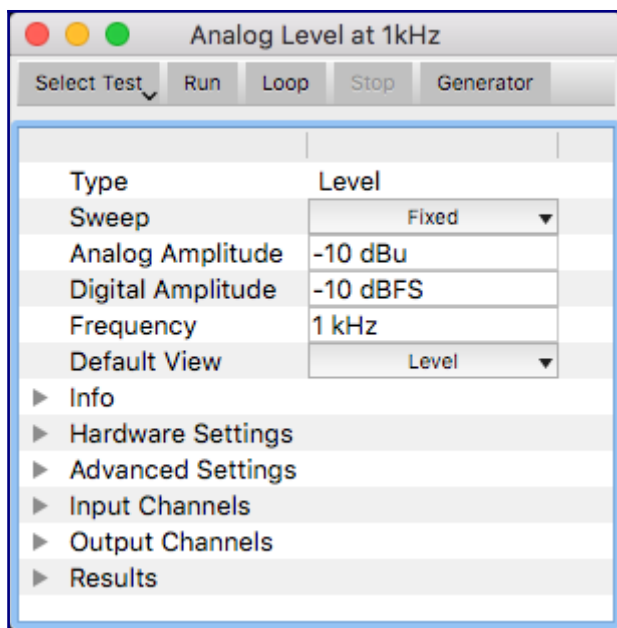 Analog Level at 1kHz
Select Test Run Loop Stop Generator
Type Level
Sweep Fixed
Analog Amplitude -10 dBu
Digital Amplitude -10 dBFS
Frequency 1 kHz
Default View Level
Info
Hardware Settings
Advanced Settings
Input Channels
Output Channels
Results